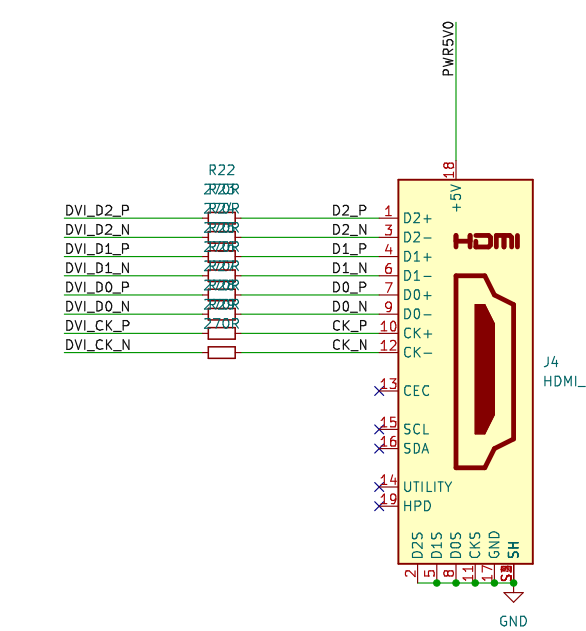 PWR5V0
18
+5V
R22
DVI_D2_P D2_P 1 D2+
DVI_D2_N D2_N 3 D2-
HDMI
DVI_D1_P D1_P 4 D1+
DVI_D1_N D1_N 6 D1-
DVI_D0_P D0_P 7 D0+
DVI_D0_N D0_N 9 D0-
DVI_CK_P 270R CK_P 10 CK+
DVI_CK_N CK_N 12 CK-
J4
HDMI_
13 CEC
15 SCL
16 SDA
14 UTILITY
19 HPD
D2S D1S D0S CKS GND SH
2 5 8 11 17
GND